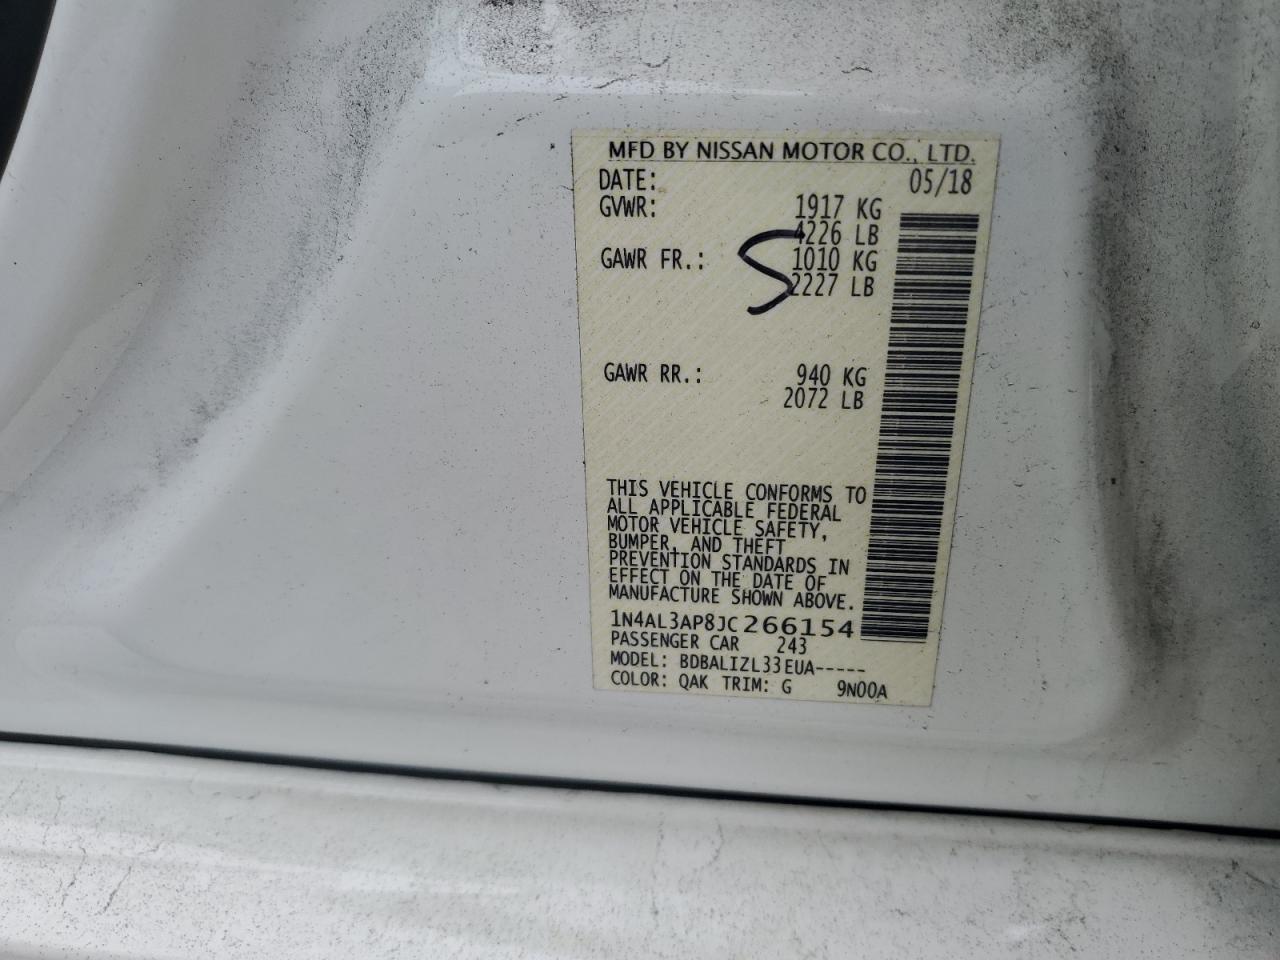 MFD BY NISSAN MOTOR CO., LTD.
DATE: 05/18
GVWR: 1917 KG
4226 LB
GAWR FR.: 1010 KG
2227 LB
S
GAWR RR.: 940 KG
2072 LB
THIS VEHICLE CONFORMS TO
ALL APPLICABLE FEDERAL
MOTOR VEHICLE SAFETY,
BUMPER, AND THEFT
PREVENTION STANDARDS IN
EFFECT ON THE DATE OF
MANUFACTURE SHOWN ABOVE.
1N4AL3AP8JC266154
PASSENGER CAR 243
MODEL: BDBALIZL33EUA-----
COLOR: QAK TRIM: G 9N00A